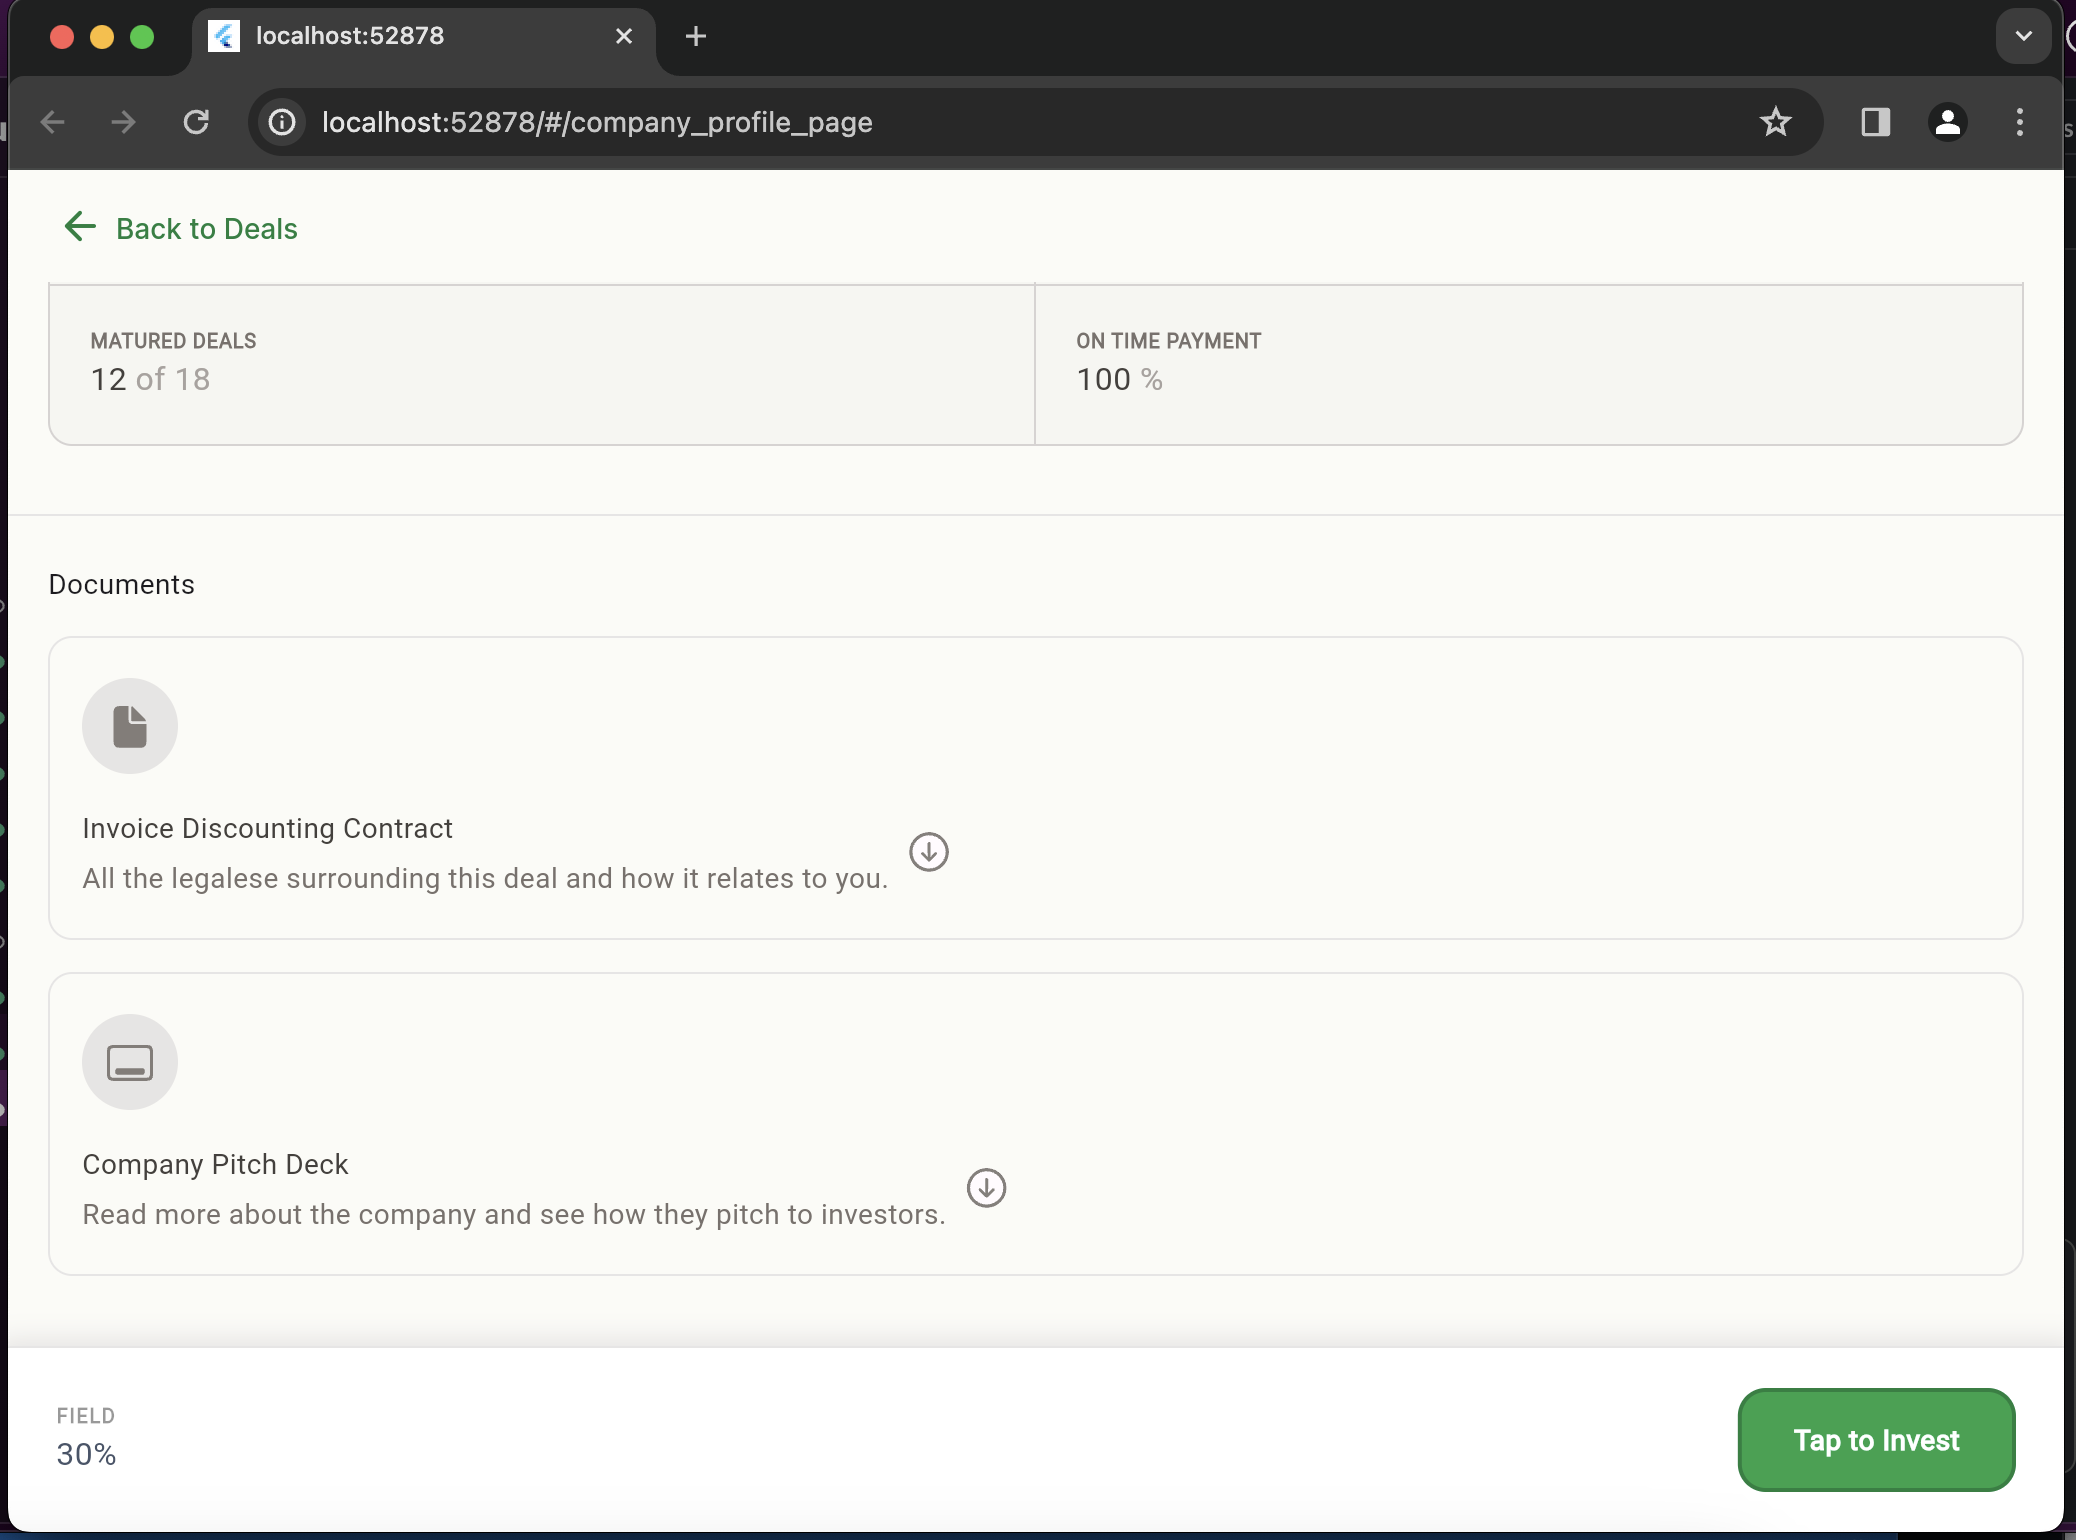 localhost:52878
localhost:52878/#/company_profile_page
Back to Deals
MATURED DEALS
12 of 18
ON TIME PAYMENT
100 %
Documents
Invoice Discounting Contract
All the legalese surrounding this deal and how it relates to you.
Company Pitch Deck
Read more about the company and see how they pitch to investors.
FIELD
30%
Tap to Invest